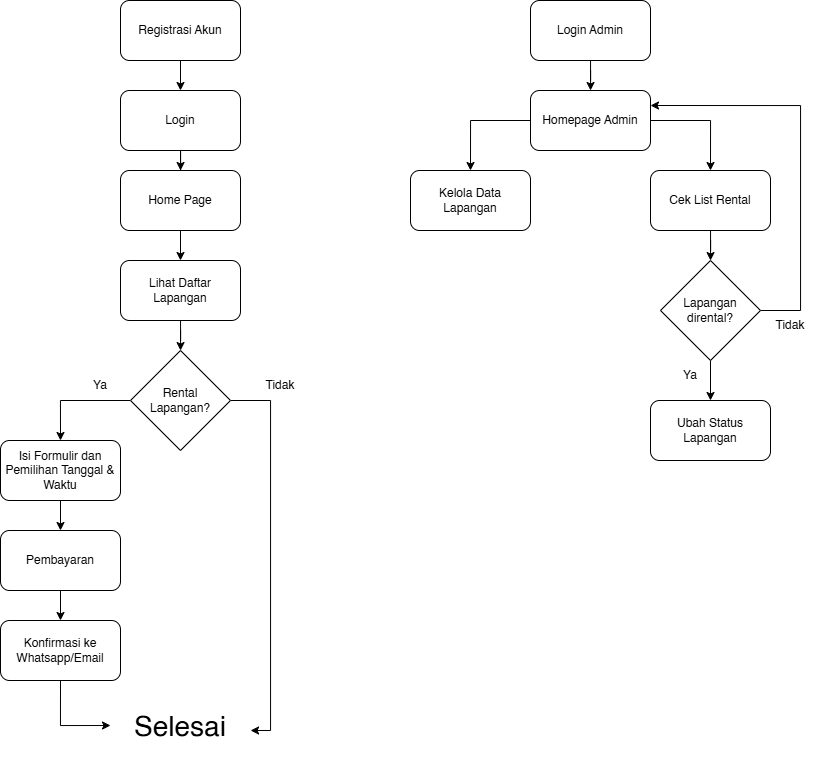 Registrasi Akun
Login
Home Page
Lihat Daftar
Lapangan
Rental
Lapangan?
Ya
Tidak
Isi Formulir dan
Pemilihan Tanggal &
Waktu
Pembayaran
Konfirmasi ke
Whatsapp/Email
Selesai
Login Admin
Homepage Admin
Kelola Data
Lapangan
Cek List Rental
Lapangan
dirental?
Tidak
Ya
Ubah Status
Lapangan